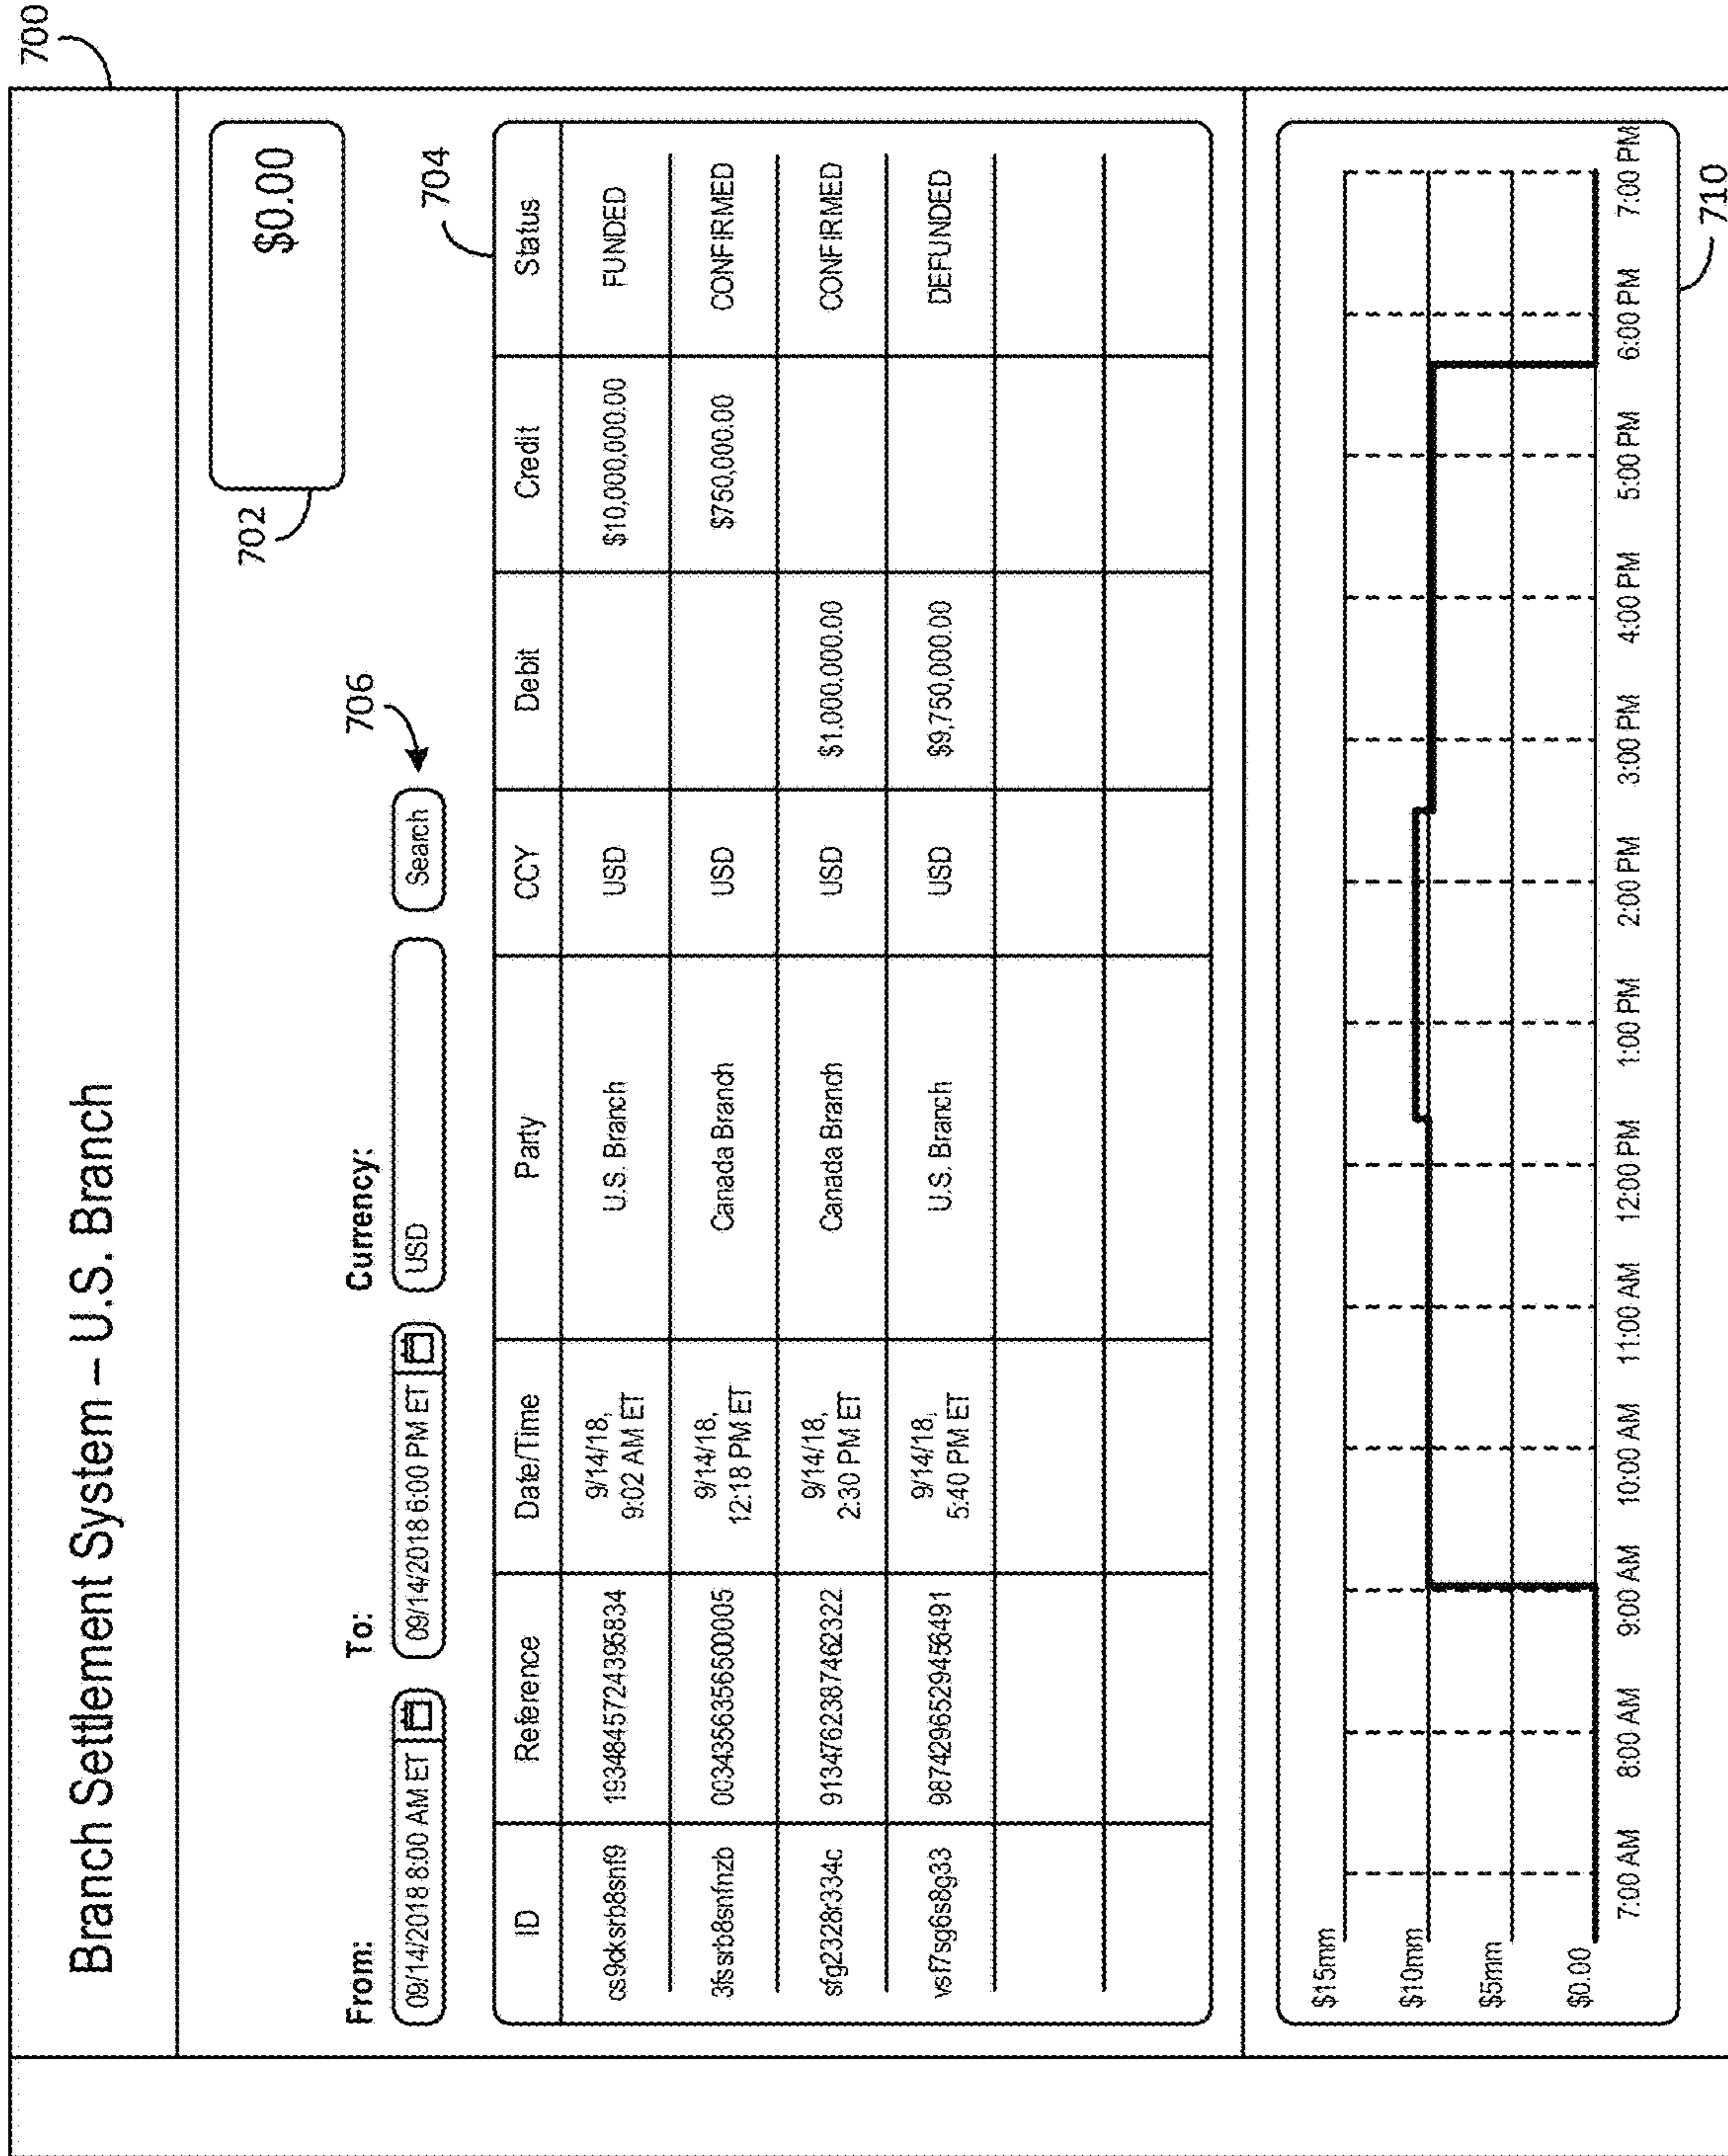 700
Branch Settlement System – U.S. Branch
702
$0.00
From: To: Currency:
09/14/2018 8:00 AM ET 09/14/2018 6:00 PM ET USD Search
706
704
ID Reference Date/Time Party CCY Debit Credit Status
cs9cksrb8snf9 193484572439583​4 9/14/18, 9:02 AM ET U.S. Branch USD $10,000,000.00 FUNDED
3fssrb8snfnzb 003435635650000​5 9/14/18, 12:18 PM ET Canada Branch USD $750,000.00 CONFIRMED
sfg2328r334c 9134762387462322 9/14/18, 2:30 PM ET Canada Branch USD $1,000,000.00 CONFIRMED
vsf7sg6s8g33 9874296529456491 9/14/18, 5:40 PM ET U.S. Branch USD $9,750,000.00 DEFUNDED
$15mm
$10mm
$5mm
$0.00
7:00 AM 8:00 AM 9:00 AM 10:00 AM 11:00 AM 12:00 PM 1:00 PM 2:00 PM 3:00 PM 4:00 PM 5:00 PM 6:00 PM 7:00 PM
710